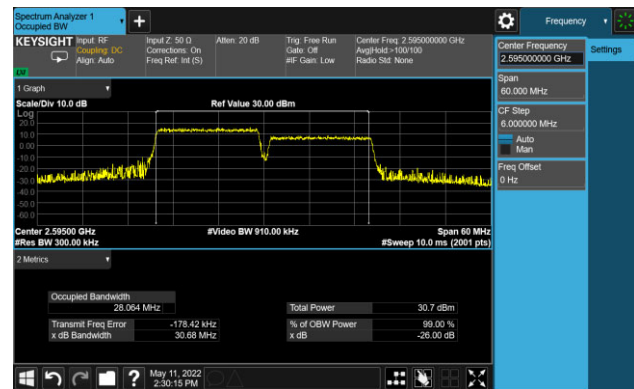 Spectrum Analyzer 1
Occupied BW
Frequency
KEYSIGHT
Input: RF
Coupling: DC
Align: Auto
Input Z: 50 Ω
Corrections: On
Freq Ref: Int (S)
Atten: 20 dB
Trig: Free Run
Gate: Off
#IF Gain: Low
Center Freq: 2.595000000 GHz
Avg|Hold:>100/100
Radio Std: None
Center Frequency
2.595000000 GHz
Settings
Span
60.000 MHz
CF Step
6.000000 MHz
Auto
Man
Freq Offset
0 Hz
1 Graph
Scale/Div 10.0 dB
Ref Value 30.00 dBm
Log
20.0
10.0
0.00
-10.0
-20.0
-30.0
-40.0
-50.0
-60.0
Center 2.59500 GHz
#Video BW 910.00 kHz
Span 60 MHz
#Res BW 300.00 kHz
#Sweep 10.0 ms (2001 pts)
2 Metrics
Occupied Bandwidth
28.064 MHz
Total Power
30.7 dBm
Transmit Freq Error
-178.42 kHz
% of OBW Power
99.00 %
x dB Bandwidth
30.68 MHz
x dB
-26.00 dB
May 11, 2022
2:30:15 PM